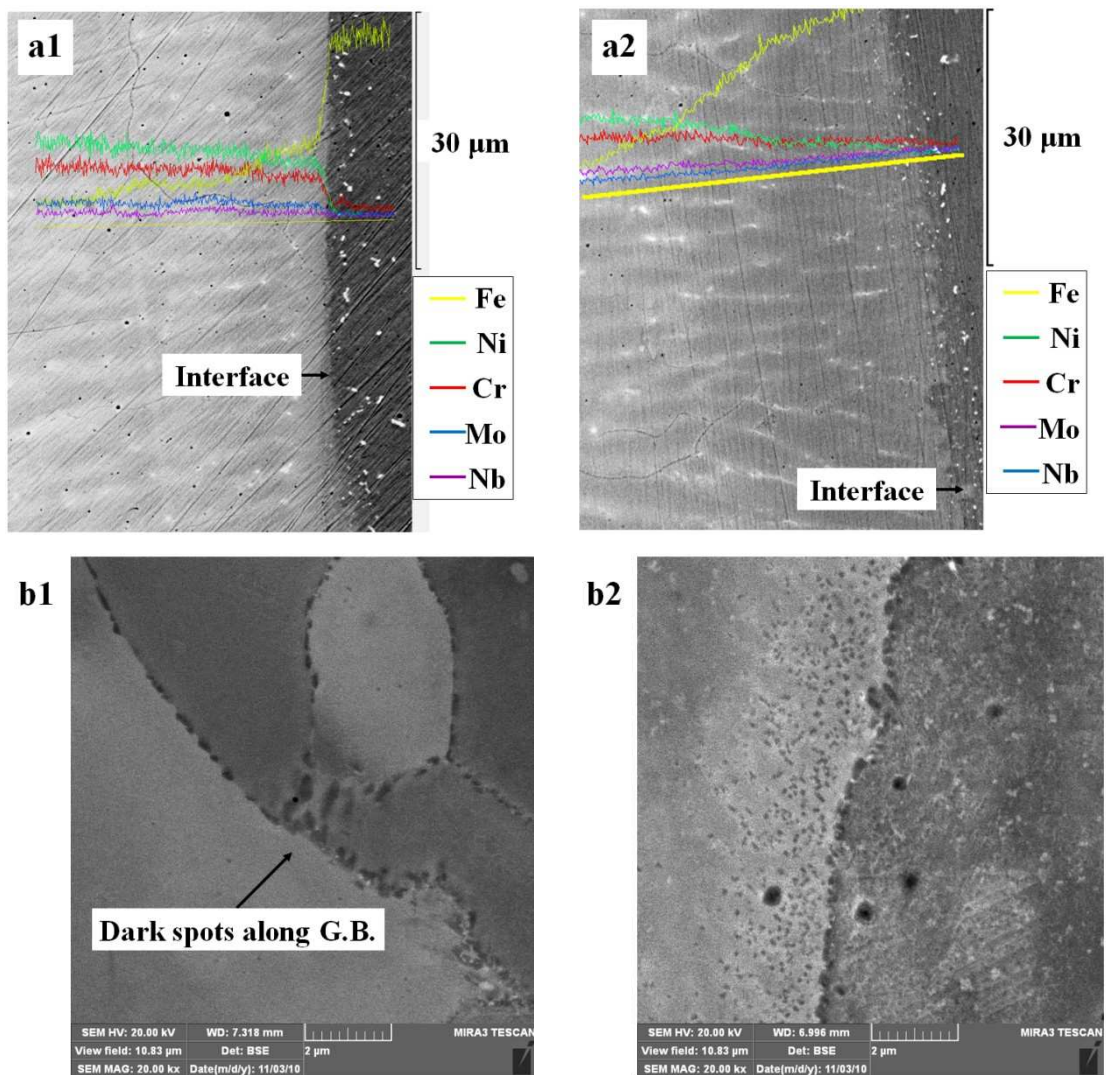 a1
30 μm
Fe
Ni
Cr
Mo
Nb
Interface
a2
30 μm
Fe
Ni
Cr
Mo
Nb
Interface
b1
Dark spots along G.B.
SEM HV: 20.00 kV WD: 7.318 mm MIRA3 TESCAN
View field: 10.83 μm Det: BSE 2 μm
SEM MAG: 20.00 kx Date(m/d/y): 11/03/10
b2
SEM HV: 20.00 kV WD: 6.996 mm MIRA3 TESCAN
View field: 10.83 μm Det: BSE 2 μm
SEM MAG: 20.00 kx Date(m/d/y): 11/03/10